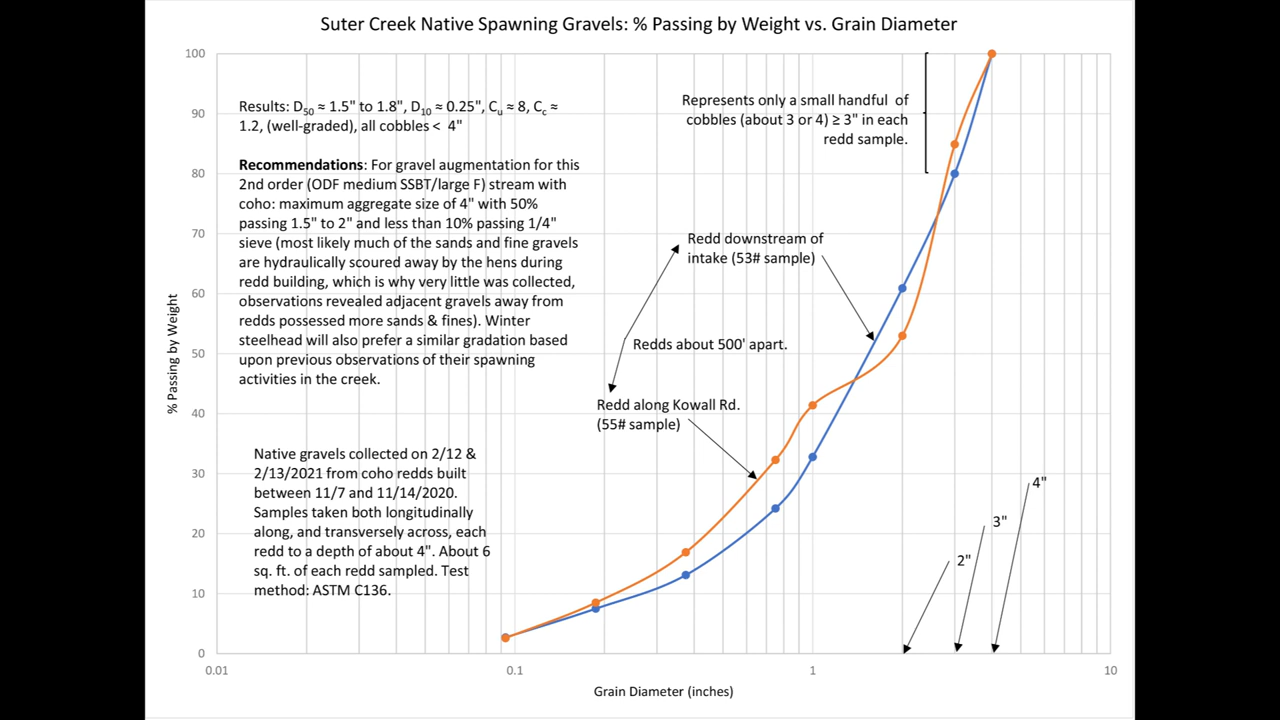 Suter Creek Native Spawning Gravels: % Passing by Weight vs. Grain Diameter
Results: D50 ≈ 1.5" to 1.8", D10 ≈ 0.25", Cu ≈ 8, Cc ≈
1.2, (well-graded), all cobbles < 4"
Recommendations: For gravel augmentation for this
2nd order (ODF medium SSBT/large F) stream with
coho: maximum aggregate size of 4" with 50%
passing 1.5" to 2" and less than 10% passing 1/4"
sieve (most likely much of the sands and fine gravels
are hydraulically scoured away by the hens during
redd building, which is why very little was collected,
observations revealed adjacent gravels away from
redds possessed more sands & fines). Winter
steelhead will also prefer a similar gradation based
upon previous observations of their spawning
activities in the creek.
Native gravels collected on 2/12 &
2/13/2021 from coho redds built
between 11/7 and 11/14/2020.
Samples taken both longitudinally
along, and transversely across, each
redd to a depth of about 4". About 6
sq. ft. of each redd sampled. Test
method: ASTM C136.
Represents only a small handful of
cobbles (about 3 or 4) ≥ 3" in each
redd sample.
Redd downstream of
intake (53# sample)
Redds about 500' apart.
Redd along Kowall Rd.
(55# sample)
4"
3"
2"
% Passing by Weight
100
90
80
70
60
50
40
30
20
10
0
0.01
0.1
1
10
Grain Diameter (inches)